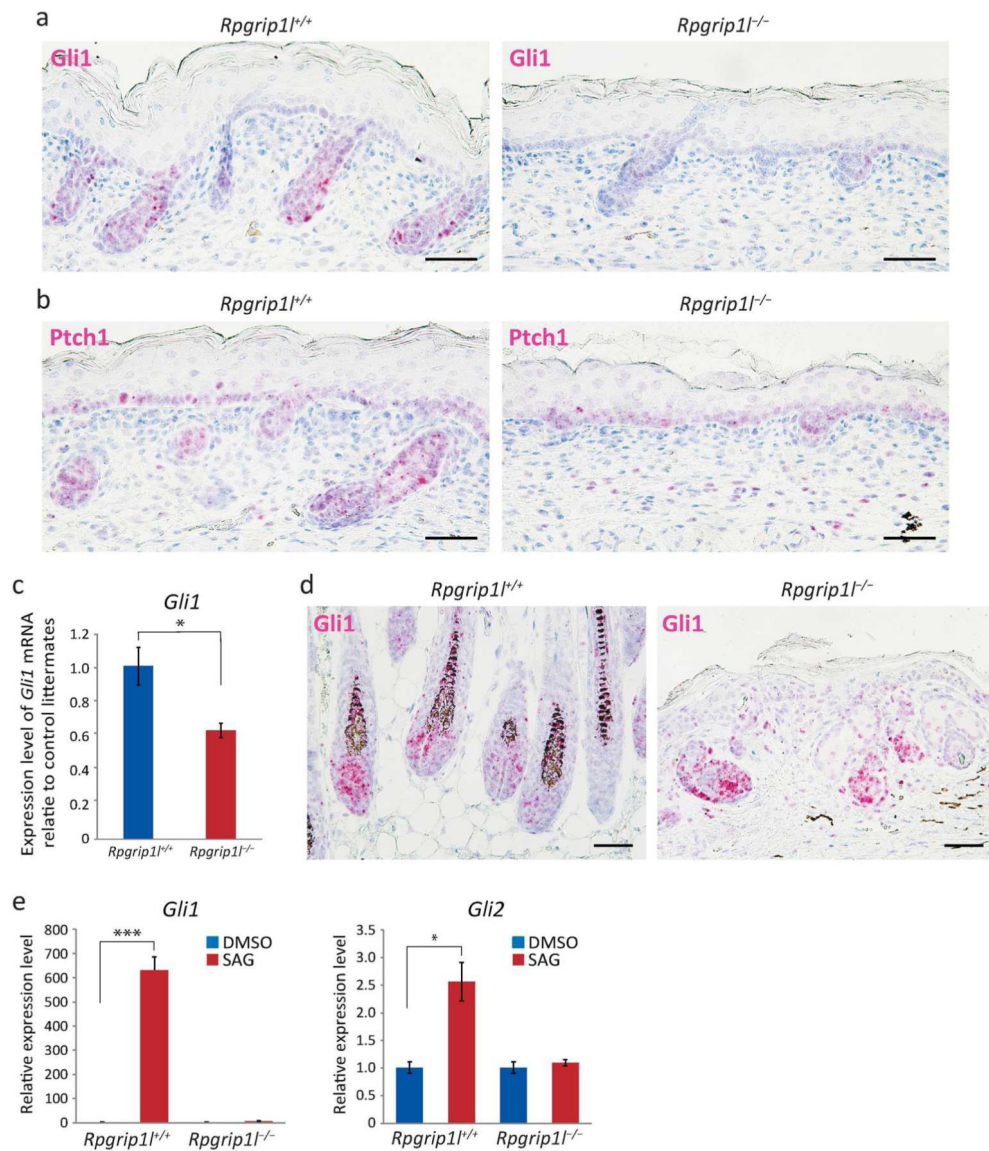 a
Rpgrip1l+/+
Rpgrip1l−/−
Gli1
Gli1
b
Rpgrip1l+/+
Rpgrip1l−/−
Ptch1
Ptch1
c
Gli1
Expression level of Gli1 mRNA
relative to control littermates
*
1.2
1.0
0.8
0.6
0.4
0.2
0
Rpgrip1l+/+
Rpgrip1l−/−
d
Rpgrip1l+/+
Rpgrip1l−/−
Gli1
Gli1
e
Gli1
Relative expression level
***
DMSO
SAG
800
700
600
500
400
300
200
100
0
Rpgrip1l+/+
Rpgrip1l−/−
Gli2
Relative expression level
*
DMSO
SAG
3.5
3.0
2.5
2.0
1.5
1.0
0.5
0
Rpgrip1l+/+
Rpgrip1l−/−